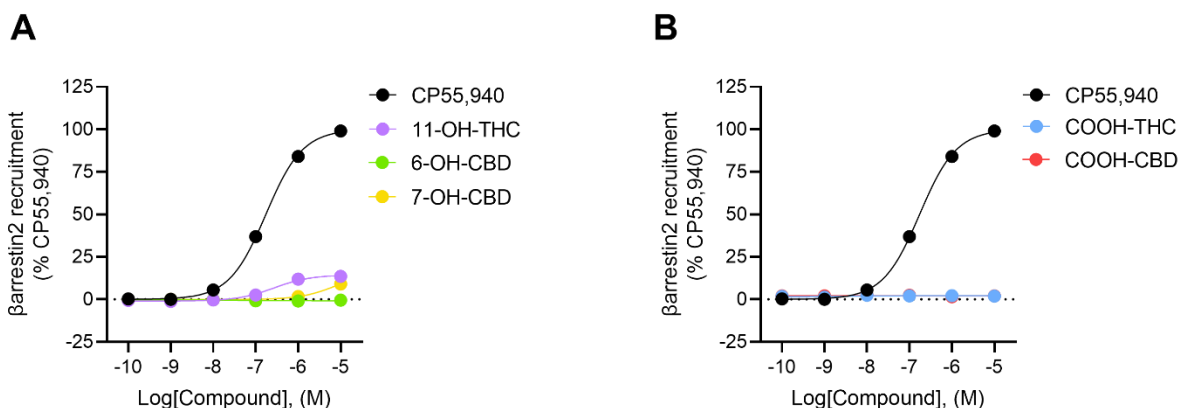 A
βarrestin2 recruitment
(% CP55,940)
125
100
75
50
25
0
-25
-10 -9 -8 -7 -6 -5
Log[Compound], (M)
CP55,940
11-OH-THC
6-OH-CBD
7-OH-CBD
B
βarrestin2 recruitment
(% CP55,940)
125
100
75
50
25
0
-25
-10 -9 -8 -7 -6 -5
Log[Compound], (M)
CP55,940
COOH-THC
COOH-CBD